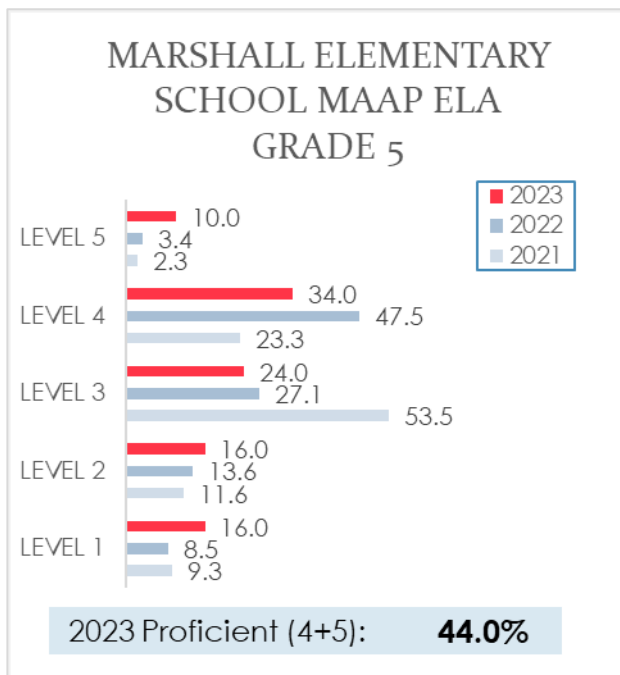 MARSHALL ELEMENTARY
SCHOOL MAAP ELA
GRADE 5
2023
2022
2021
LEVEL 5
10.0
3.4
2.3
LEVEL 4
34.0
47.5
23.3
LEVEL 3
24.0
27.1
53.5
LEVEL 2
16.0
13.6
11.6
LEVEL 1
16.0
8.5
9.3
2023 Proficient (4+5): 44.0%